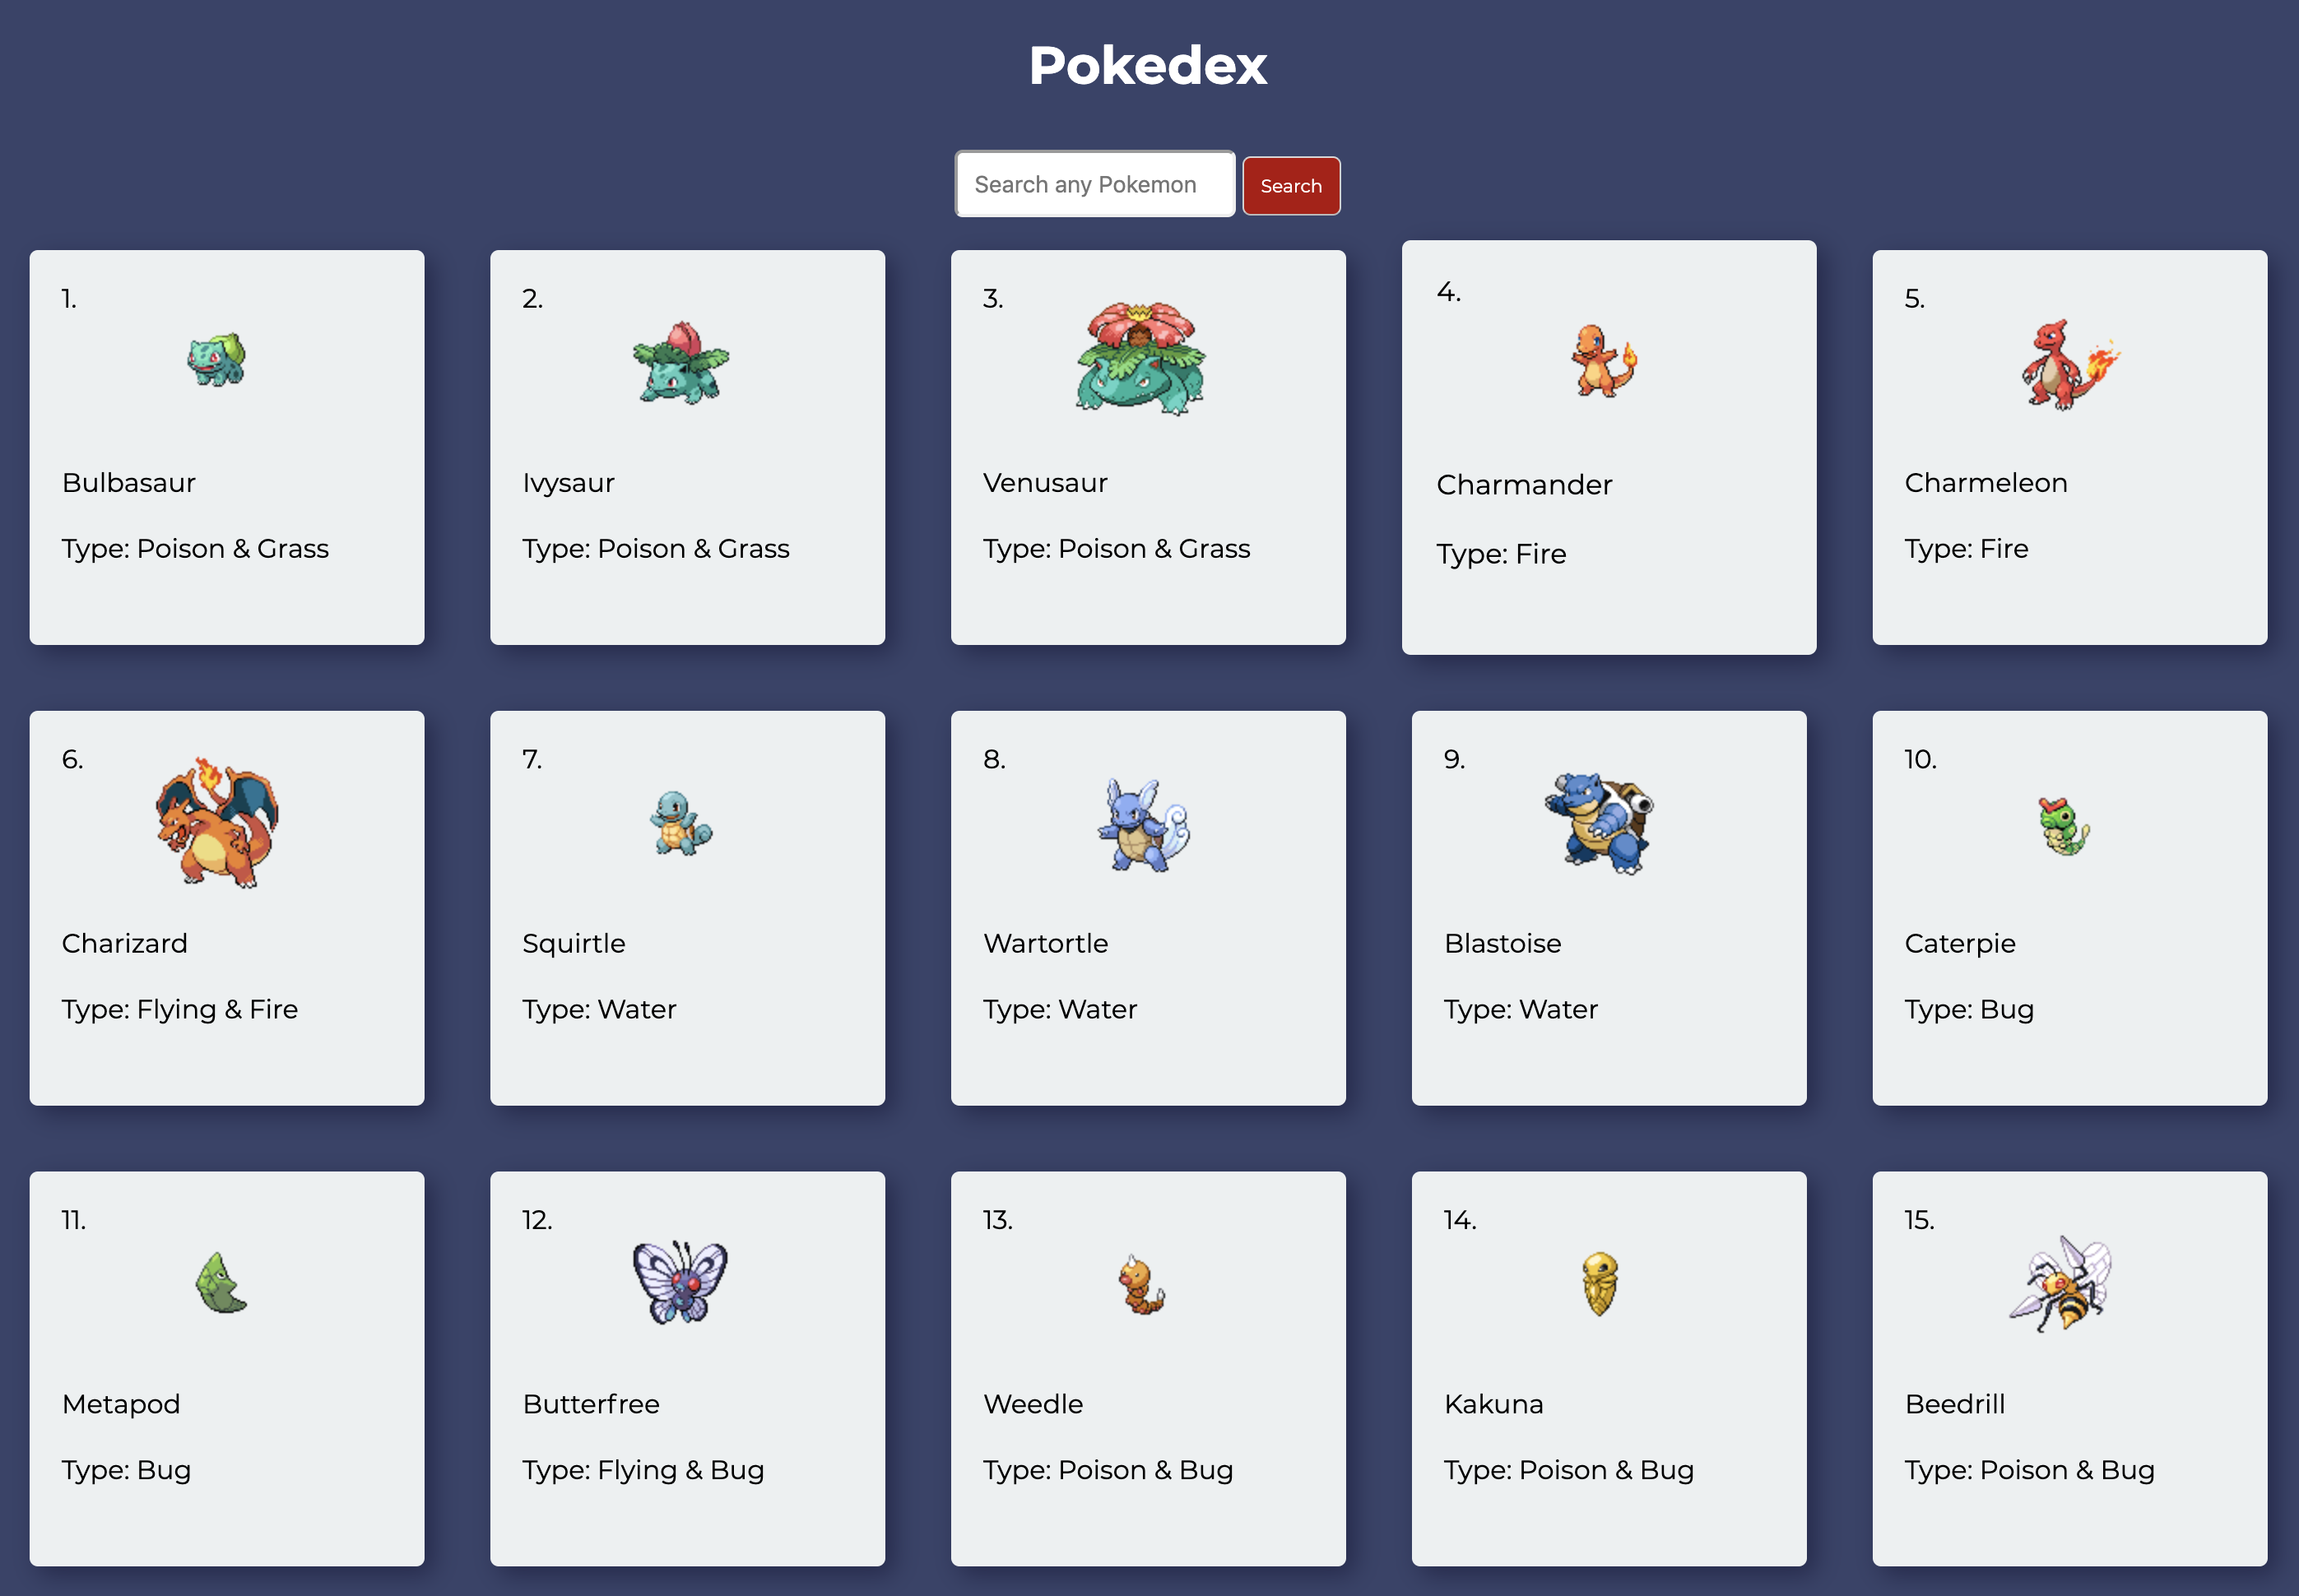 Pokedex
Search any Pokemon
Search
1.
Bulbasaur
Type: Poison & Grass
2.
Ivysaur
Type: Poison & Grass
3.
Venusaur
Type: Poison & Grass
4.
Charmander
Type: Fire
5.
Charmeleon
Type: Fire
6.
Charizard
Type: Flying & Fire
7.
Squirtle
Type: Water
8.
Wartortle
Type: Water
9.
Blastoise
Type: Water
10.
Caterpie
Type: Bug
11.
Metapod
Type: Bug
12.
Butterfree
Type: Flying & Bug
13.
Weedle
Type: Poison & Bug
14.
Kakuna
Type: Poison & Bug
15.
Beedrill
Type: Poison & Bug